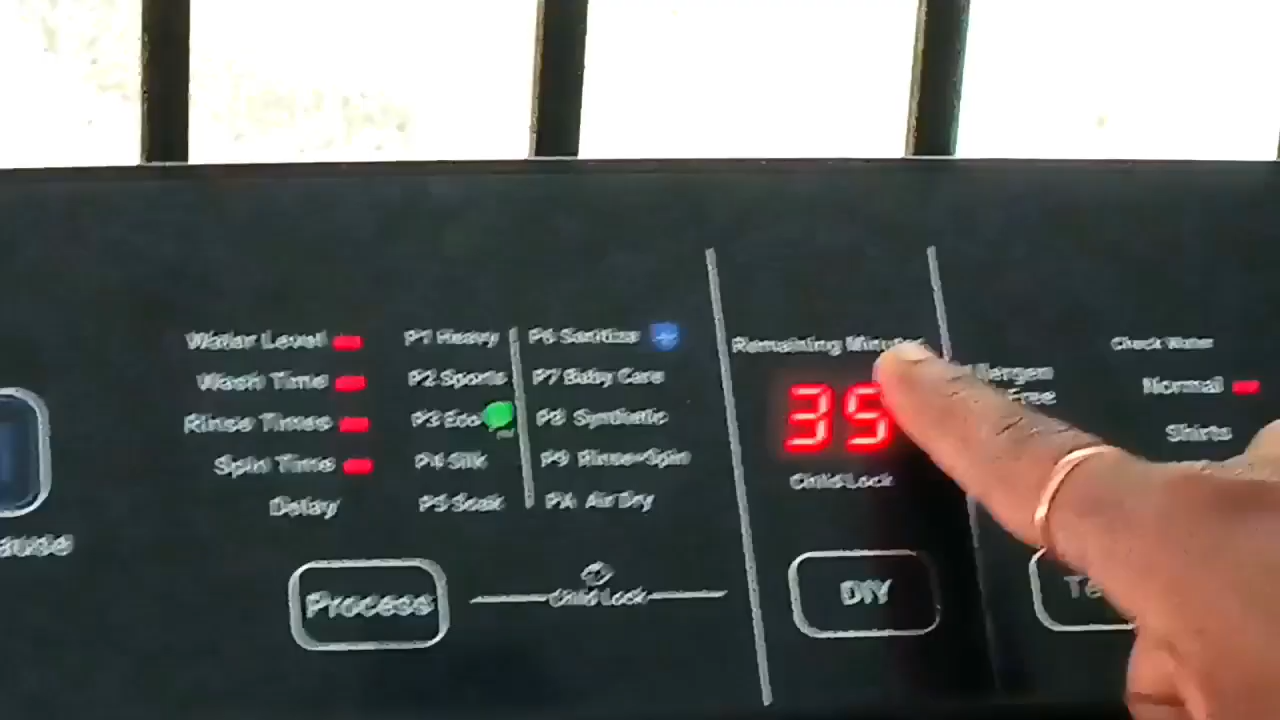 Water Level
Wash Time
Rinse Times
Spin Time
Delay
P1 Heavy
P2 Sports
P3 Eco
P4 Silk
P5 Soak
P6 Sanitize
P7 Baby Care
P8 Synthetic
P9 Rinse+Spin
PA Air Dry
Process
Child Lock
Remaining Minutes
39
Child Lock
DIY
Free
Check Water
Normal
Shirts